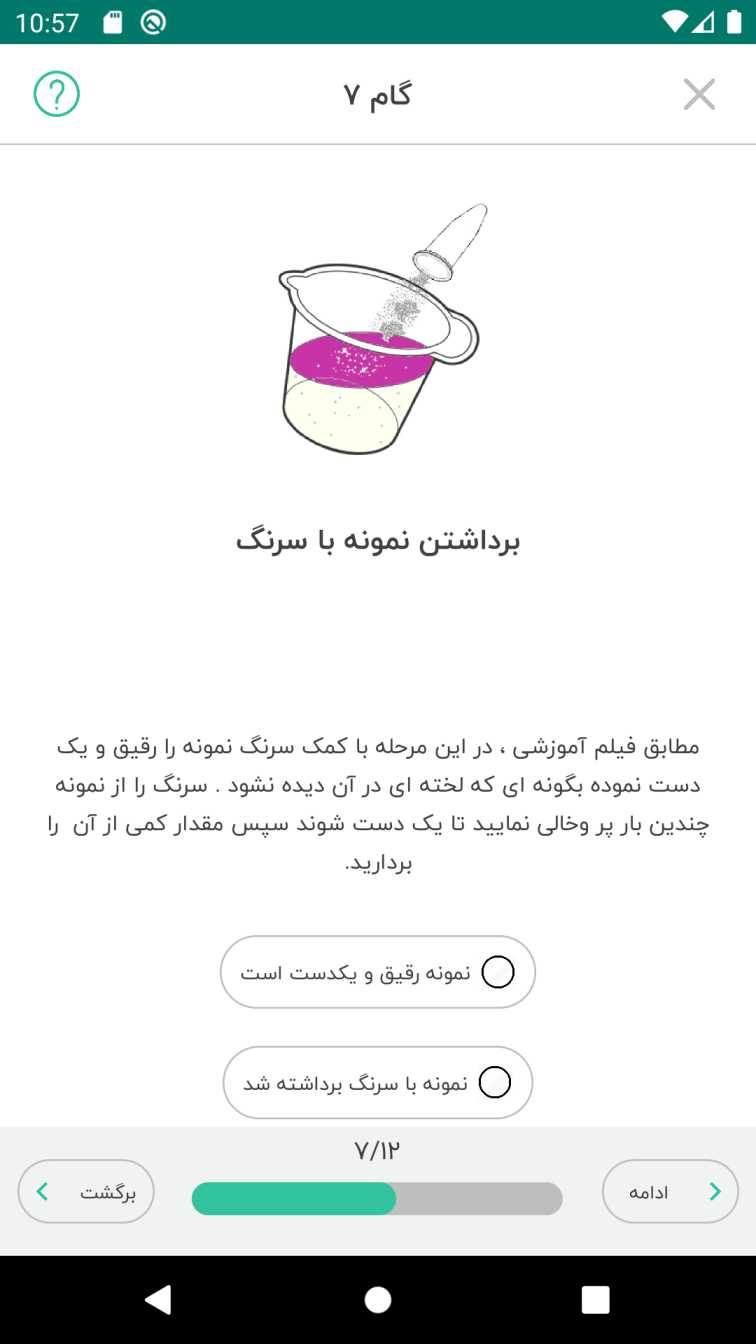 10:57
گام ۷
برداشتن نمونه با سرنگ
مطابق فیلم آموزشی ، در این مرحله با کمک سرنگ نمونه را رقیق و یک
دست نموده بگونه ای که لخته ای در آن دیده نشود . سرنگ را از نمونه
چندین بار پر وخالی نمایید تا یک دست شوند سپس مقدار کمی از آن را
بردارید.
نمونه رقیق و یکدست است
نمونه با سرنگ برداشته شد
۷/۱۲
ادامه
برگشت